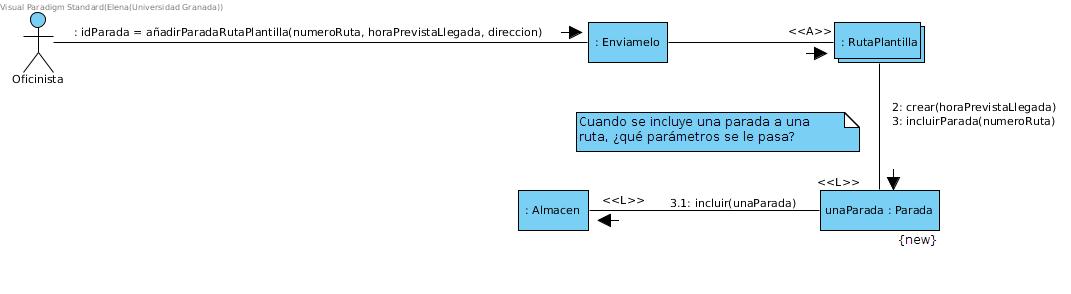 Visual Paradigm Standard(Elena(Universidad Granada))
: idParada = añadirParadaRutaPlantilla(numeroRuta, horaPrevistaLlegada, direccion)
Oficinista
: Enviamelo
<<A>>
: RutaPlantilla
2: crear(horaPrevistaLlegada)
3: incluirParada(numeroRuta)
Cuando se incluye una parada a una
ruta, ¿qué parámetros se le pasa?
<<L>>
: Almacen
<<L>>
3.1: incluir(unaParada)
unaParada : Parada
{new}